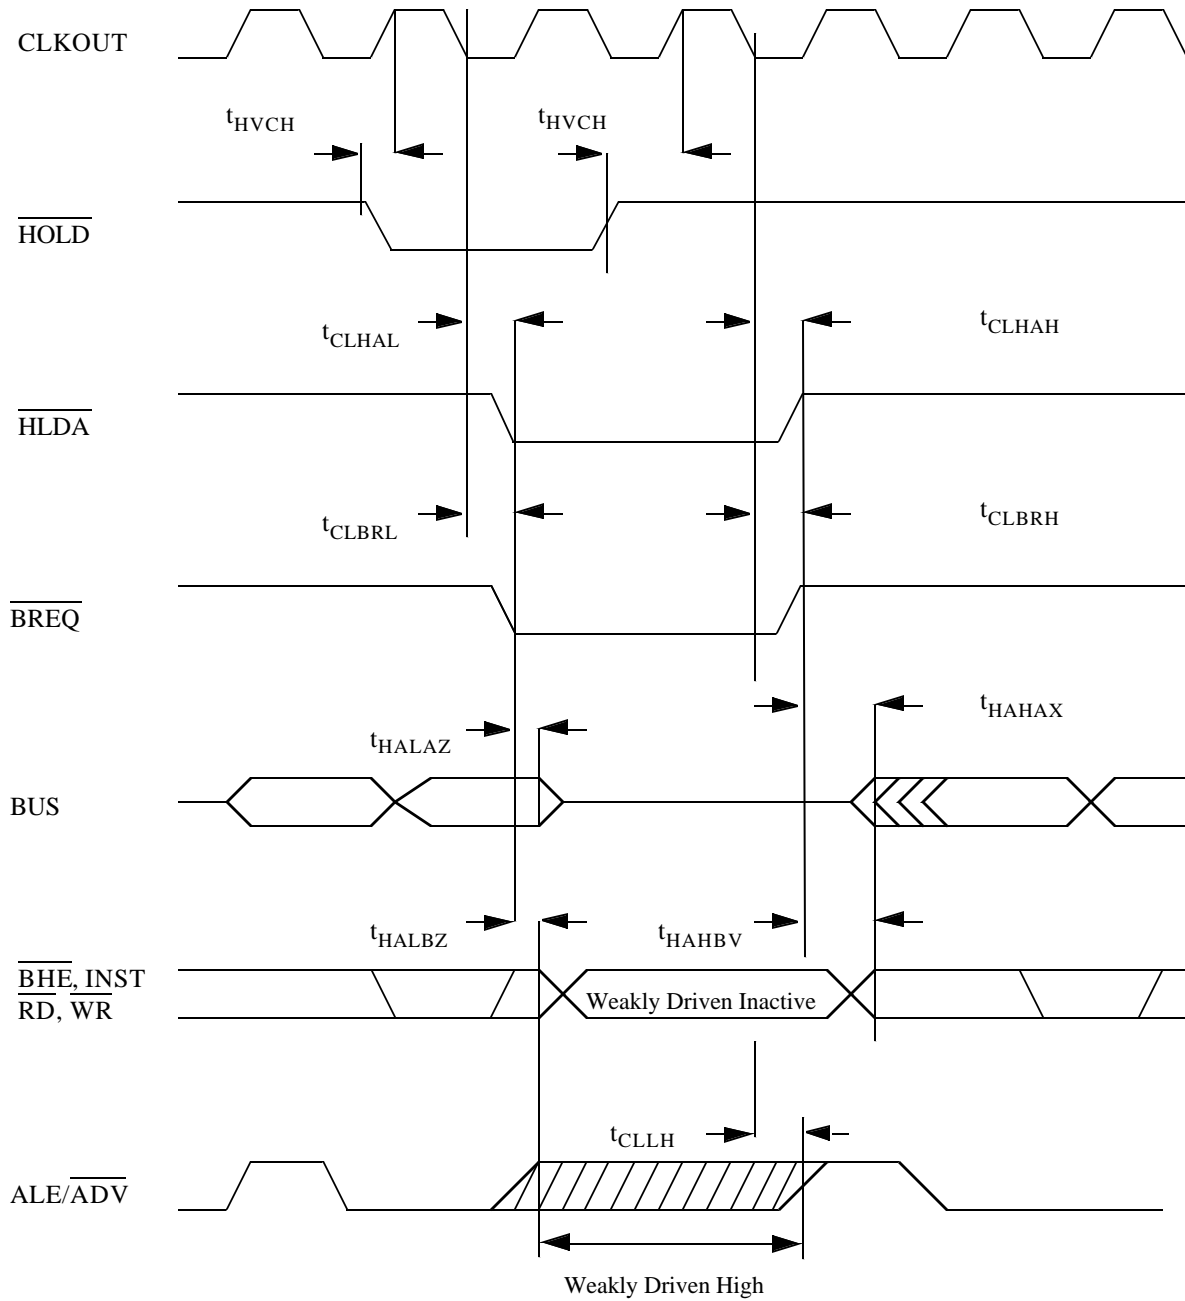 CLKOUT
tHVCH tHVCH
HOLD
tCLHAL tCLHAH
HLDA
tCLBRL tCLBRH
BREQ
tHAHAX
tHALAZ
BUS
tHALBZ tHAHBV
BHE, INST
RD, WR
Weakly Driven Inactive
tCLLH
ALE/ADV
Weakly Driven High